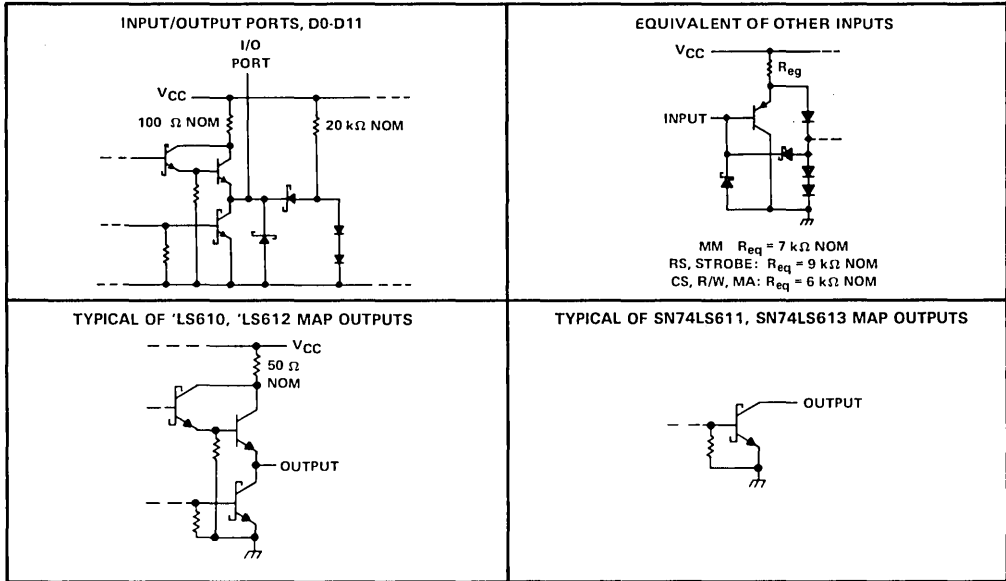 INPUT/OUTPUT PORTS, D0-D11
I/O
PORT
VCC
100 Ω NOM
20 kΩ NOM
EQUIVALENT OF OTHER INPUTS
VCC
Reg
INPUT
MM Req = 7 kΩ NOM
RS, STROBE: Req = 9 kΩ NOM
CS, R/W, MA: Req = 6 kΩ NOM
TYPICAL OF 'LS610, 'LS612 MAP OUTPUTS
VCC
50 Ω
NOM
OUTPUT
TYPICAL OF SN74LS611, SN74LS613 MAP OUTPUTS
OUTPUT